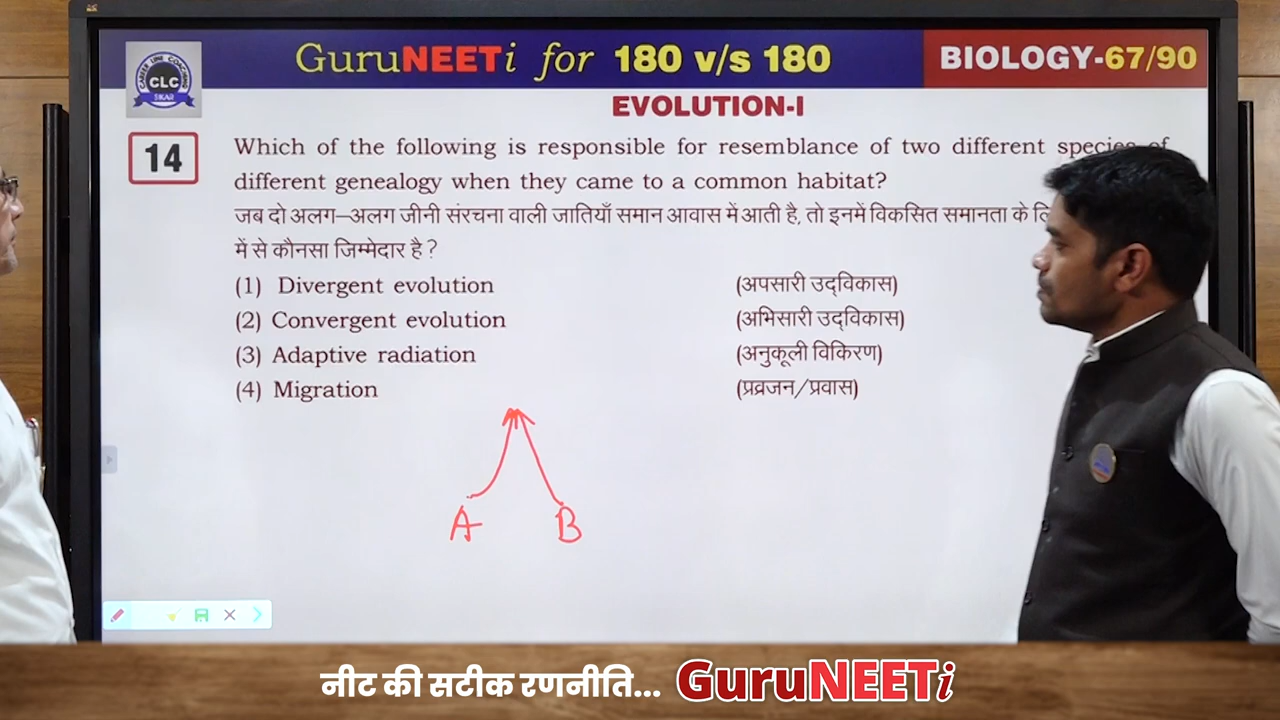 GuruNEETi for 180 v/s 180
BIOLOGY-67/90
CAREER LINE COACHING
CLC
SIKAR
EVOLUTION-I
14
Which of the following is responsible for resemblance of two different species of
different genealogy when they came to a common habitat?
जब दो अलग–अलग जीनी संरचना वाली जातियाँ समान आवास में आती है, तो इनमें विकसित समानता के
में से कौनसा जिम्मेदार है ?
(1) Divergent evolution (अपसारी उद्विकास)
(2) Convergent evolution (अभिसारी उद्विकास)
(3) Adaptive radiation (अनुकूली विकिरण)
(4) Migration (प्रव्रजन/प्रवास)
A B
नीट की सटीक रणनीति... GuruNEETi